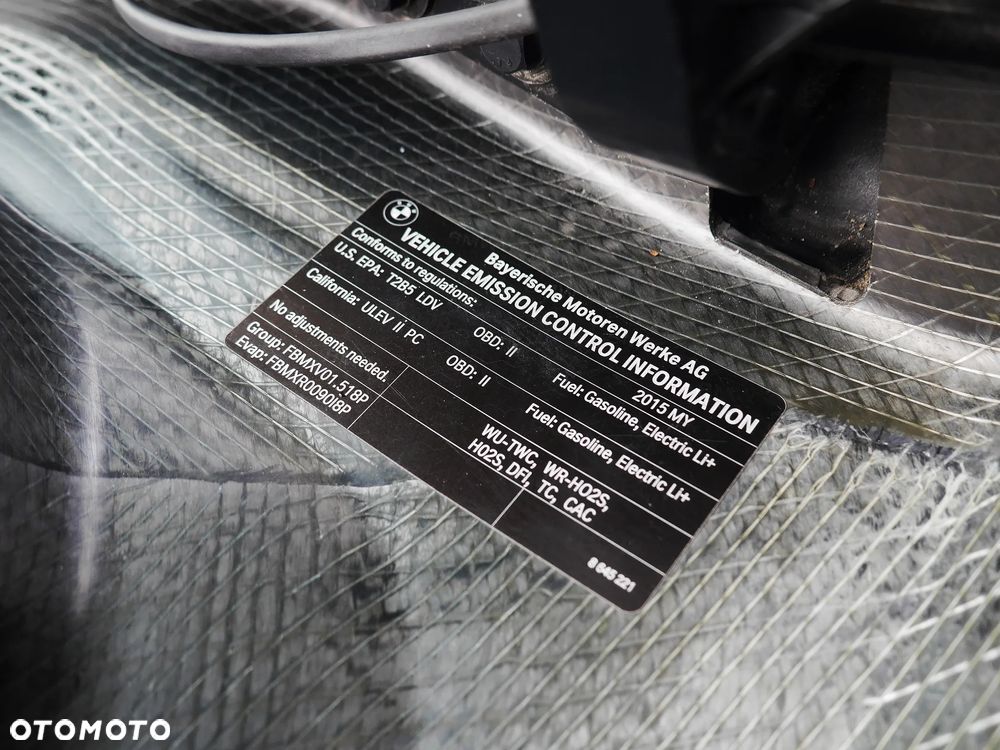 Bayerische Motoren Werke AG
VEHICLE EMISSION CONTROL INFORMATION
Conforms to regulations: 2015 MY
U.S. EPA: T2B5 LDV OBD: II Fuel: Gasoline, Electric Li+
California: ULEV II PC OBD: II Fuel: Gasoline, Electric Li+
No adjustments needed. WU-TWC, WR-HO2S,
HO2S, DFI, TC, CAC
Group: FBMXV01.518P
Evap: FBMXR0090I8P
8 645 221
OTOMOTO